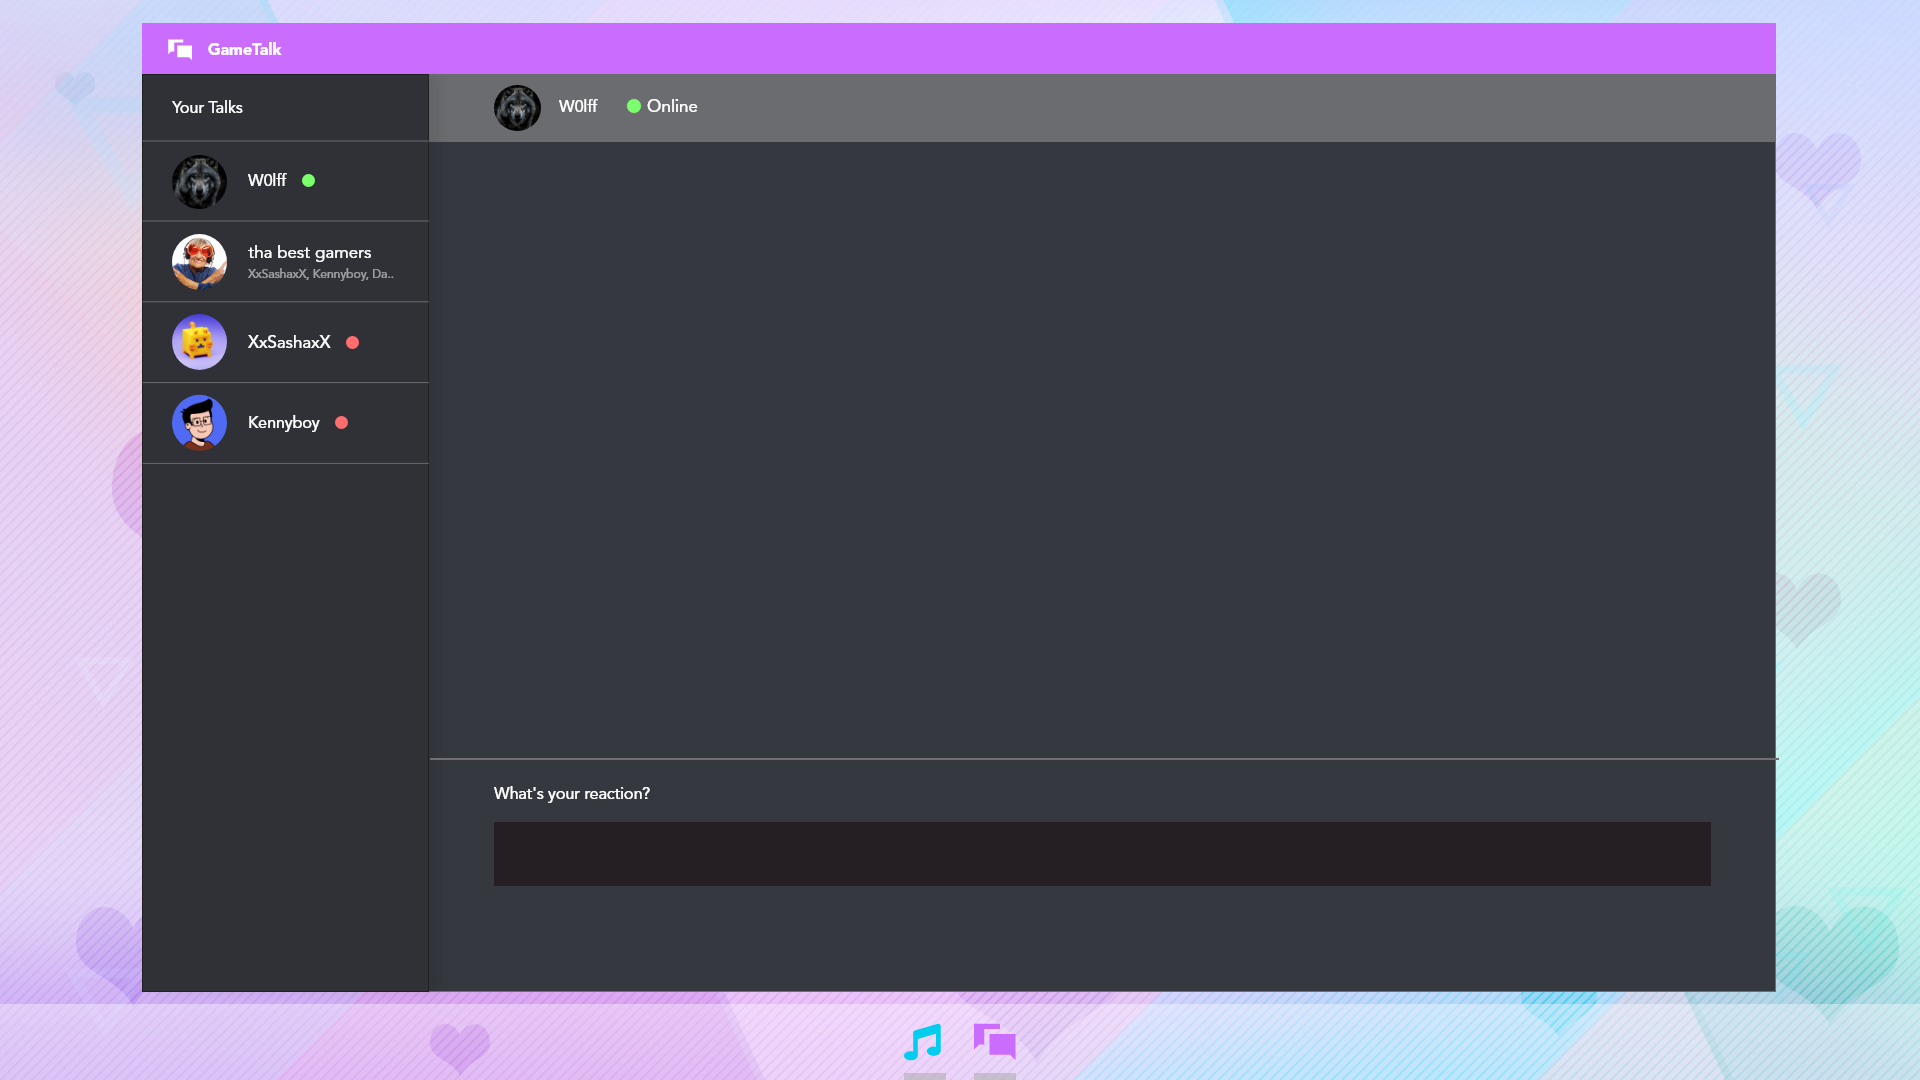 GameTalk
Your Talks
W0lff
Online
W0lff
tha best gamers
XxSashaxX, Kennyboy, Da..
XxSashaxX
Kennyboy
What's your reaction?